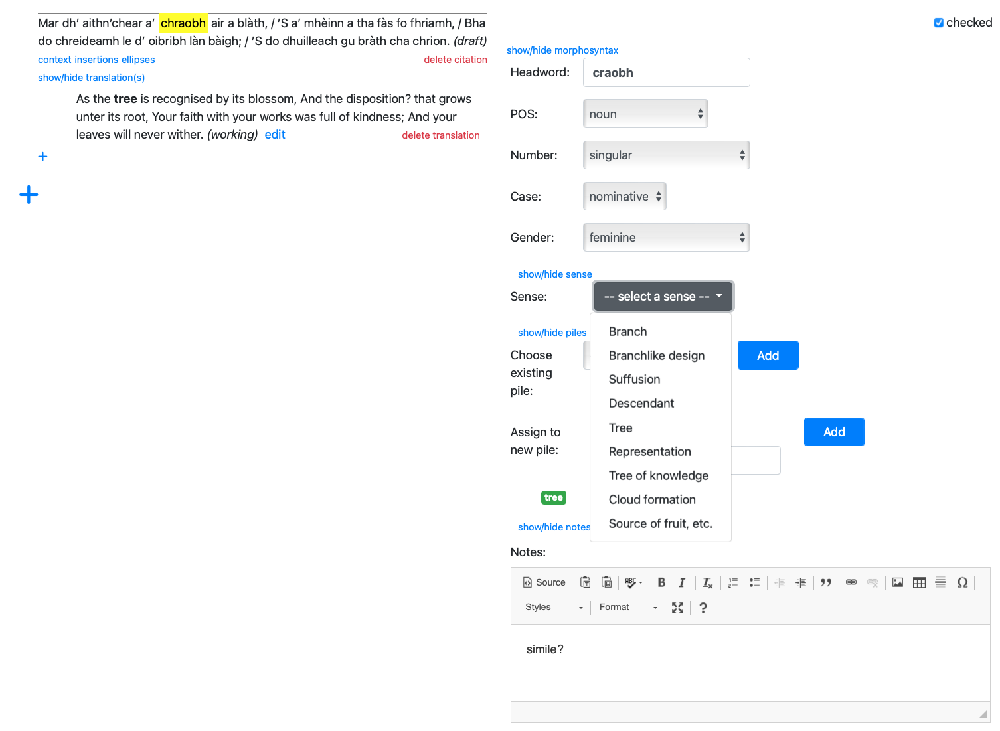 Mar dh’ aithn’chear a’ chraobh air a blàth, / ’S a’ mhèinn a tha fàs fo fhriamh, / Bha
do chreideamh le d’ oibribh làn bàigh; / ’S do dhuilleach gu bràth cha chrion. (draft)
context insertions ellipses
delete citation
show/hide translation(s)
As the tree is recognised by its blossom, And the disposition? that grows
unter its root, Your faith with your works was full of kindness; And your
leaves will never wither. (working) edit
delete translation
+
+
checked
show/hide morphosyntax
Headword: craobh
POS: noun
Number: singular
Case: nominative
Gender: feminine
show/hide sense
Sense: -- select a sense --
Branch
Branchlike design
Suffusion
Descendant
Tree
Representation
Tree of knowledge
Cloud formation
Source of fruit, etc.
show/hide piles
Choose
existing
pile:
Add
Assign to
new pile:
Add
tree
show/hide notes
Notes:
Source
ABC
B I Tx
Ω
Styles Format ?
simile?